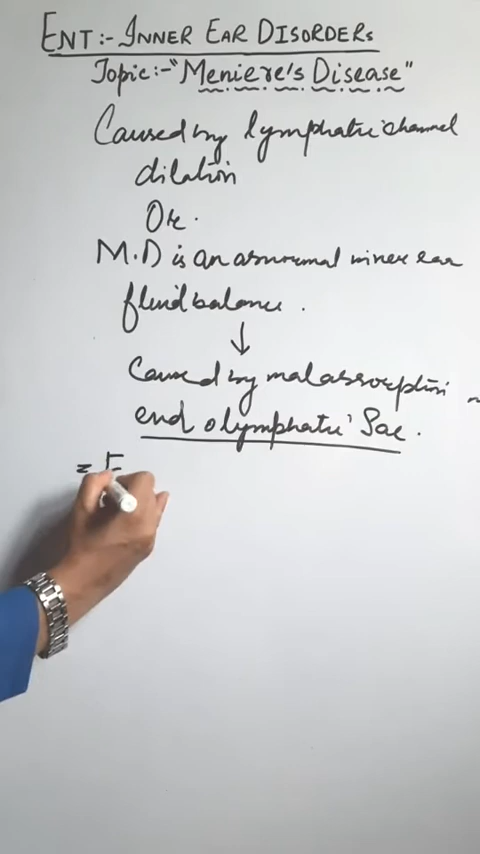 ENT:- INNER EAR DISORDERS
Topic:-"Meniere's Disease"
Caused by lymphatic channel
dilation
Or.
M.D is an abnormal inner ear
fluid balance.
↓
Caused by malabsorption
endolymphatic Sac.
= E